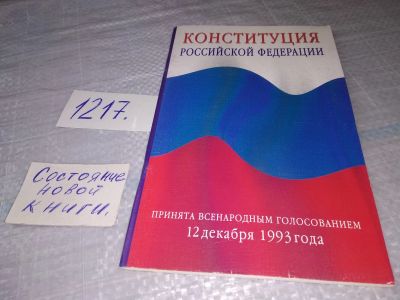 КОНСТИТУЦИЯ
РОССИЙСКОЙ ФЕДЕРАЦИИ
ПРИНЯТА ВСЕНАРОДНЫМ ГОЛОСОВАНИЕМ
12 декабря 1993 года
1217.
Состояние
новой
книги.